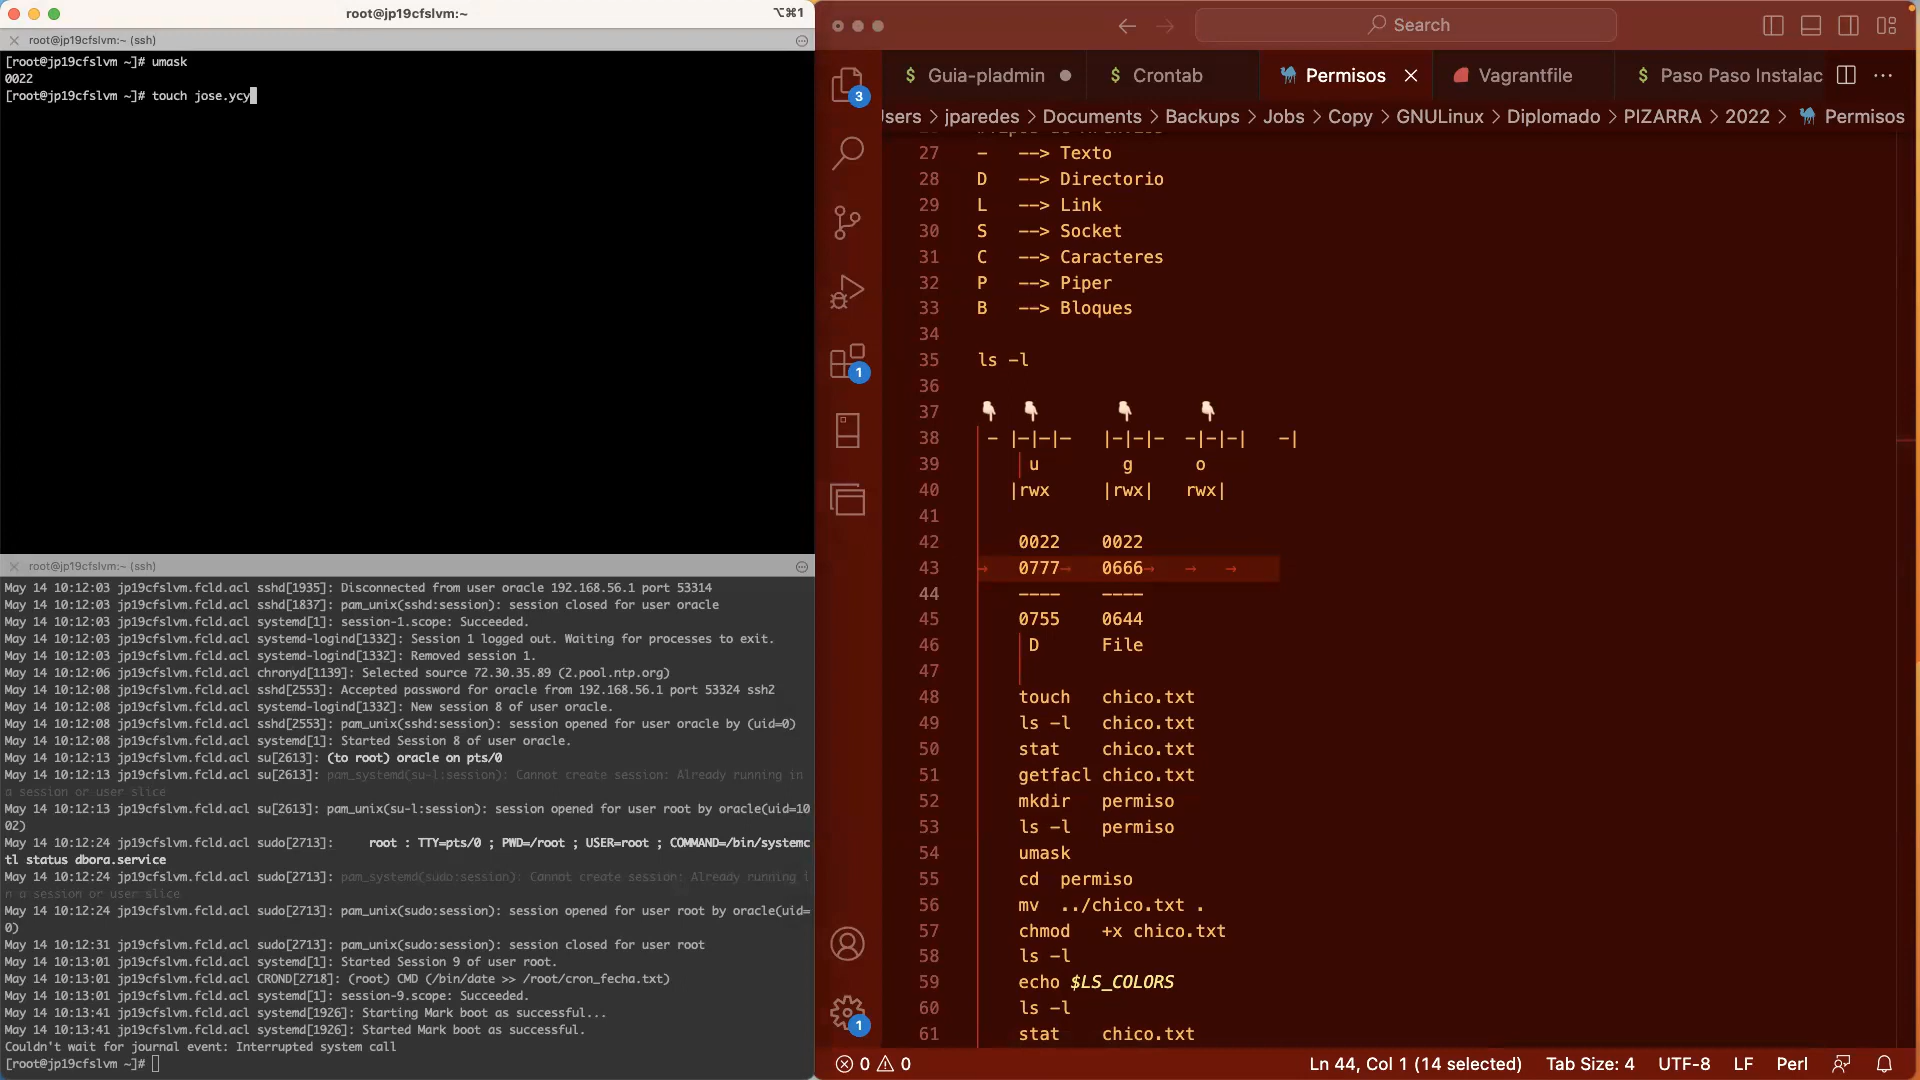 root@jp19cfslvm:~
⌥⌘1
root@jp19cfslvm:~ (ssh)
[root@jp19cfslvm ~]# umask
0022
[root@jp19cfslvm ~]# touch jose.ycy
root@jp19cfslvm:~ (ssh)
May 14 10:12:03 jp19cfslvm.fcld.acl sshd[1935]: Disconnected from user oracle 192.168.56.1 port 53314
May 14 10:12:03 jp19cfslvm.fcld.acl sshd[1837]: pam_unix(sshd:session): session closed for user oracle
May 14 10:12:03 jp19cfslvm.fcld.acl systemd[1]: session-1.scope: Succeeded.
May 14 10:12:03 jp19cfslvm.fcld.acl systemd-logind[1332]: Session 1 logged out. Waiting for processes to exit.
May 14 10:12:03 jp19cfslvm.fcld.acl systemd-logind[1332]: Removed session 1.
May 14 10:12:06 jp19cfslvm.fcld.acl chronyd[1139]: Selected source 72.30.35.89 (2.pool.ntp.org)
May 14 10:12:08 jp19cfslvm.fcld.acl sshd[2553]: Accepted password for oracle from 192.168.56.1 port 53324 ssh2
May 14 10:12:08 jp19cfslvm.fcld.acl systemd-logind[1332]: New session 8 of user oracle.
May 14 10:12:08 jp19cfslvm.fcld.acl sshd[2553]: pam_unix(sshd:session): session opened for user oracle by (uid=0)
May 14 10:12:08 jp19cfslvm.fcld.acl systemd[1]: Started Session 8 of user oracle.
May 14 10:12:13 jp19cfslvm.fcld.acl su[2613]: (to root) oracle on pts/0
May 14 10:12:13 jp19cfslvm.fcld.acl su[2613]: pam_systemd(su-l:session): Cannot create session: Already running in
a session or user slice
May 14 10:12:13 jp19cfslvm.fcld.acl su[2613]: pam_unix(su-l:session): session opened for user root by oracle(uid=10
02)
May 14 10:12:24 jp19cfslvm.fcld.acl sudo[2713]:     root : TTY=pts/0 ; PWD=/root ; USER=root ; COMMAND=/bin/systemc
tl status dbora.service
May 14 10:12:24 jp19cfslvm.fcld.acl sudo[2713]: pam_systemd(sudo:session): Cannot create session: Already running i
n a session or user slice
May 14 10:12:24 jp19cfslvm.fcld.acl sudo[2713]: pam_unix(sudo:session): session opened for user root by oracle(uid=
0)
May 14 10:12:31 jp19cfslvm.fcld.acl sudo[2713]: pam_unix(sudo:session): session closed for user root
May 14 10:13:01 jp19cfslvm.fcld.acl systemd[1]: Started Session 9 of user root.
May 14 10:13:01 jp19cfslvm.fcld.acl CROND[2718]: (root) CMD (/bin/date >> /root/cron_fecha.txt)
May 14 10:13:01 jp19cfslvm.fcld.acl systemd[1]: session-9.scope: Succeeded.
May 14 10:13:41 jp19cfslvm.fcld.acl systemd[1926]: Starting Mark boot as successful...
May 14 10:13:41 jp19cfslvm.fcld.acl systemd[1926]: Started Mark boot as successful.
Couldn't wait for journal event: Interrupted system call
[root@jp19cfslvm ~]#
Search
$ Guia-pladmin ● $ Crontab Permisos × Vagrantfile $ Paso Paso Instalac ...
sers > jparedes > Documents > Backups > Jobs > Copy > GNULinux > Diplomado > PIZARRA > 2022 > Permisos
3
1
1
27 - --> Texto
28 D --> Directorio
29 L --> Link
30 S --> Socket
31 C --> Caracteres
32 P --> Piper
33 B --> Bloques
34
35 ls -l
36
37 👇 👇 👇 👇
38 - |-|-|- |-|-|- -|-|-| -|
39 u g o
40 |rwx |rwx| rwx|
41
42 0022 0022
43 → 0777→ 0666→ → →
44 ---- ----
45 0755 0644
46 D File
47
48 touch chico.txt
49 ls -l chico.txt
50 stat chico.txt
51 getfacl chico.txt
52 mkdir permiso
53 ls -l permiso
54 umask
55 cd permiso
56 mv ../chico.txt .
57 chmod +x chico.txt
58 ls -l
59 echo $LS_COLORS
60 ls -l
61 stat chico.txt
0 0 Ln 44, Col 1 (14 selected) Tab Size: 4 UTF-8 LF Perl